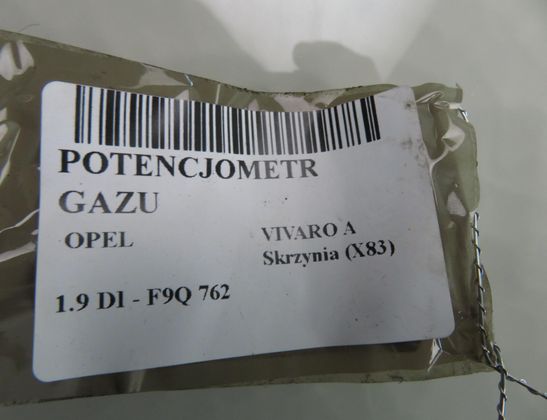 POTENCJOMETR
GAZU
OPEL VIVARO A
Skrzynia (X83)
1.9 DI - F9Q 762